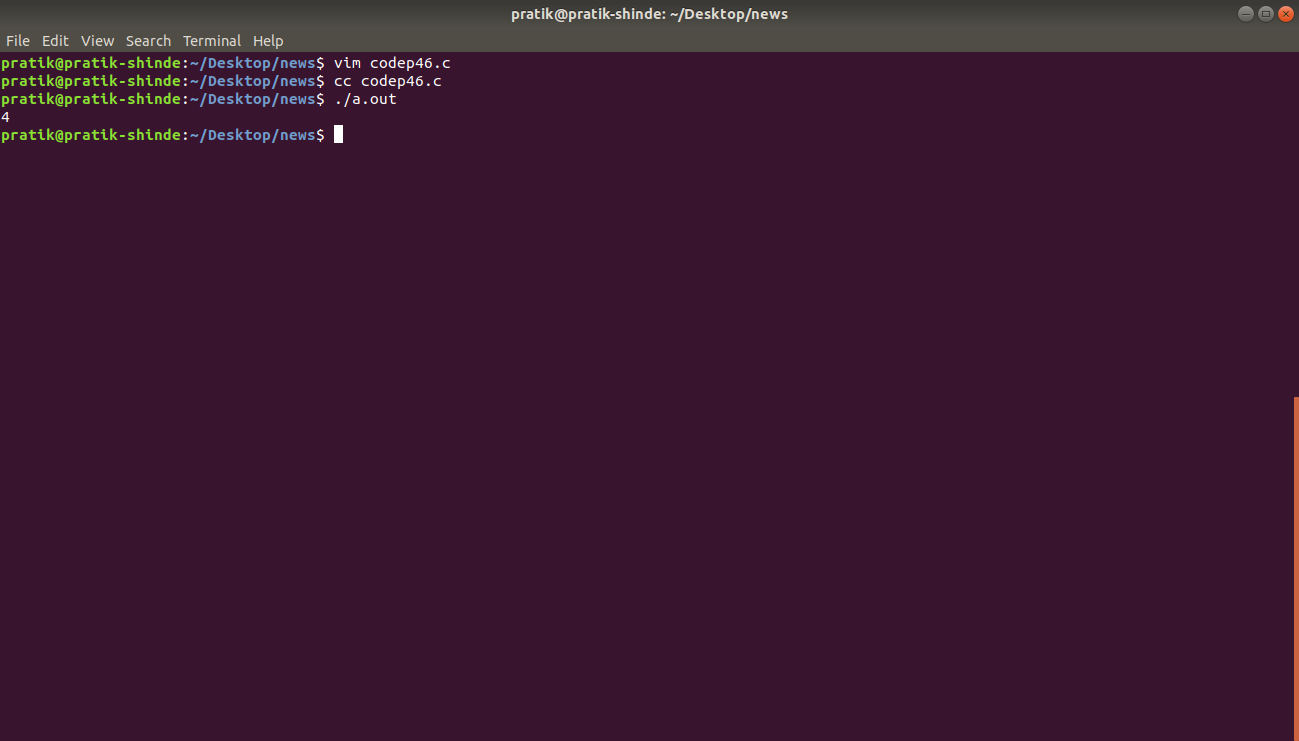 pratik@pratik-shinde: ~/Desktop/news
File Edit View Search Terminal Help
pratik@pratik-shinde:~/Desktop/news$ vim codep46.c
pratik@pratik-shinde:~/Desktop/news$ cc codep46.c
pratik@pratik-shinde:~/Desktop/news$ ./a.out
4
pratik@pratik-shinde:~/Desktop/news$